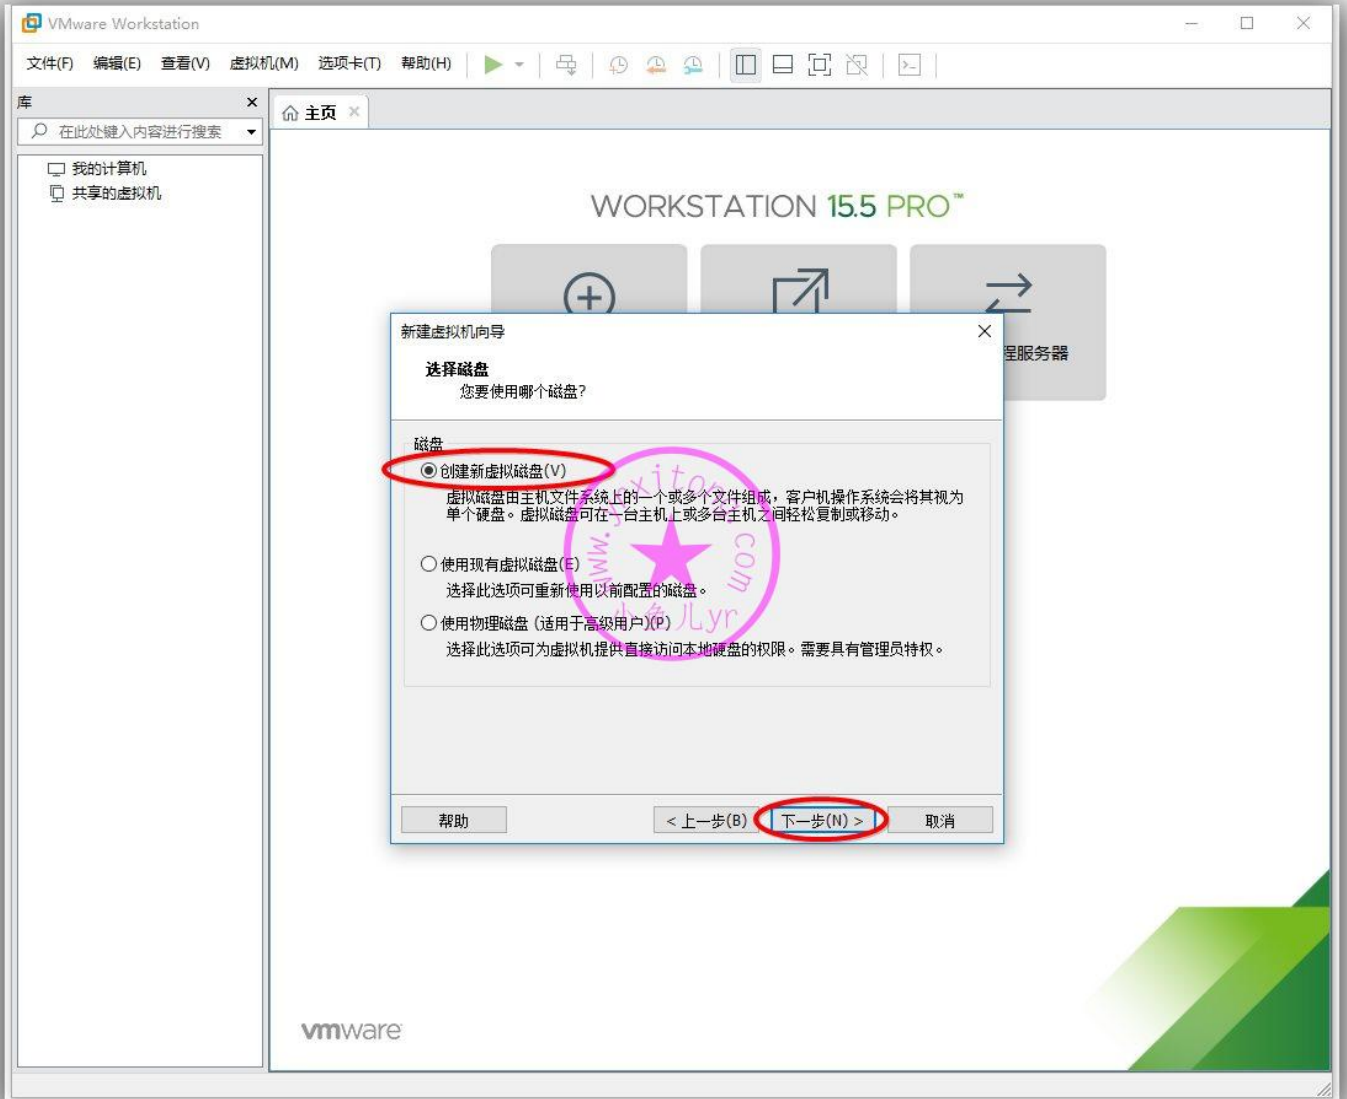 VMware Workstation
文件(F) 编辑(E) 查看(V) 虚拟机(M) 选项卡(T) 帮助(H)
库
主页
在此处键入内容进行搜索
我的计算机
共享的虚拟机
WORKSTATION 15.5 PRO™
程服务器
新建虚拟机向导
选择磁盘
您要使用哪个磁盘?
磁盘
创建新虚拟磁盘(V)
虚拟磁盘由主机文件系统上的一个或多个文件组成，客户机操作系统会将其视为
单个硬盘。虚拟磁盘可在一台主机上或多台主机之间轻松复制或移动。
使用现有虚拟磁盘(E)
选择此选项可重新使用以前配置的磁盘。
使用物理磁盘 (适用于高级用户)(P)
选择此选项可为虚拟机提供直接访问本地硬盘的权限。需要具有管理员特权。
小鱼儿yr
帮助 < 上一步(B) 下一步(N) > 取消
vmware